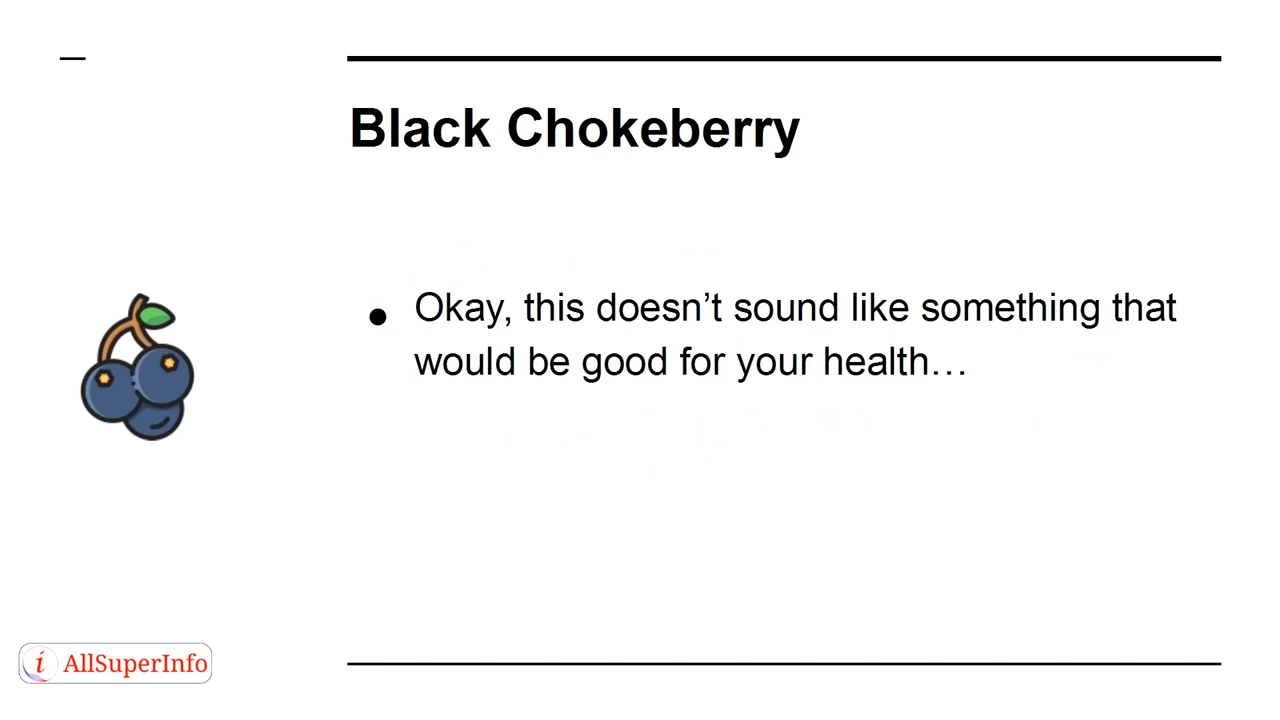 Black Chokeberry
● Okay, this doesn’t sound like something that
would be good for your health…
i AllSuperInfo